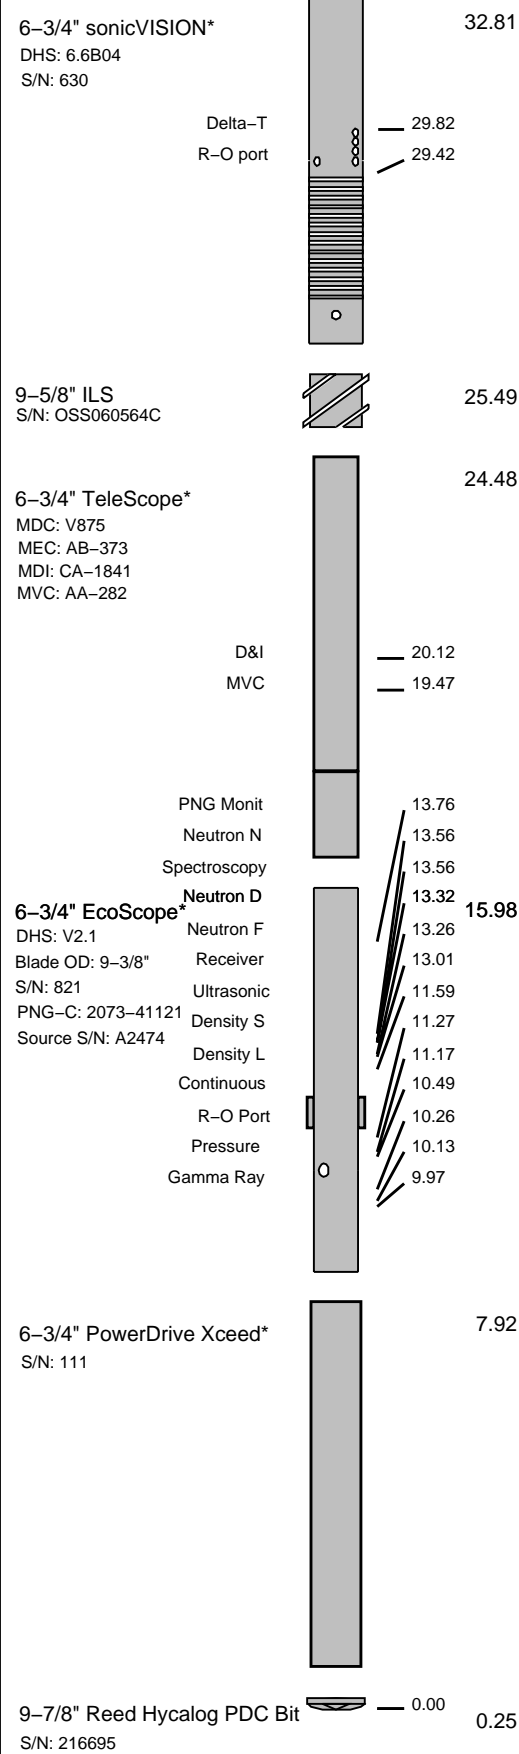 6−3/4" sonicVISION* 32.81
DHS: 6.6B04
S/N: 630
Delta−T 29.82
R−O port 29.42
9−5/8" ILS 25.49
S/N: OSS060564C
6−3/4" TeleScope* 24.48
MDC: V875
MEC: AB−373
MDI: CA−1841
MVC: AA−282
D&I 20.12
MVC 19.47
PNG Monit 13.76
Neutron N 13.56
Spectroscopy 13.56
Neutron D 13.32
6−3/4" EcoScope* 15.98
DHS: V2.1
Neutron F 13.26
Blade OD: 9−3/8"
Receiver 13.01
S/N: 821
Ultrasonic 11.59
PNG−C: 2073−41121
Density S 11.27
Source S/N: A2474
Density L 11.17
Continuous 10.49
R−O Port 10.26
Pressure 10.13
Gamma Ray 9.97
6−3/4" PowerDrive Xceed* 7.92
S/N: 111
9−7/8" Reed Hycalog PDC Bit 0.00 0.25
S/N: 216695